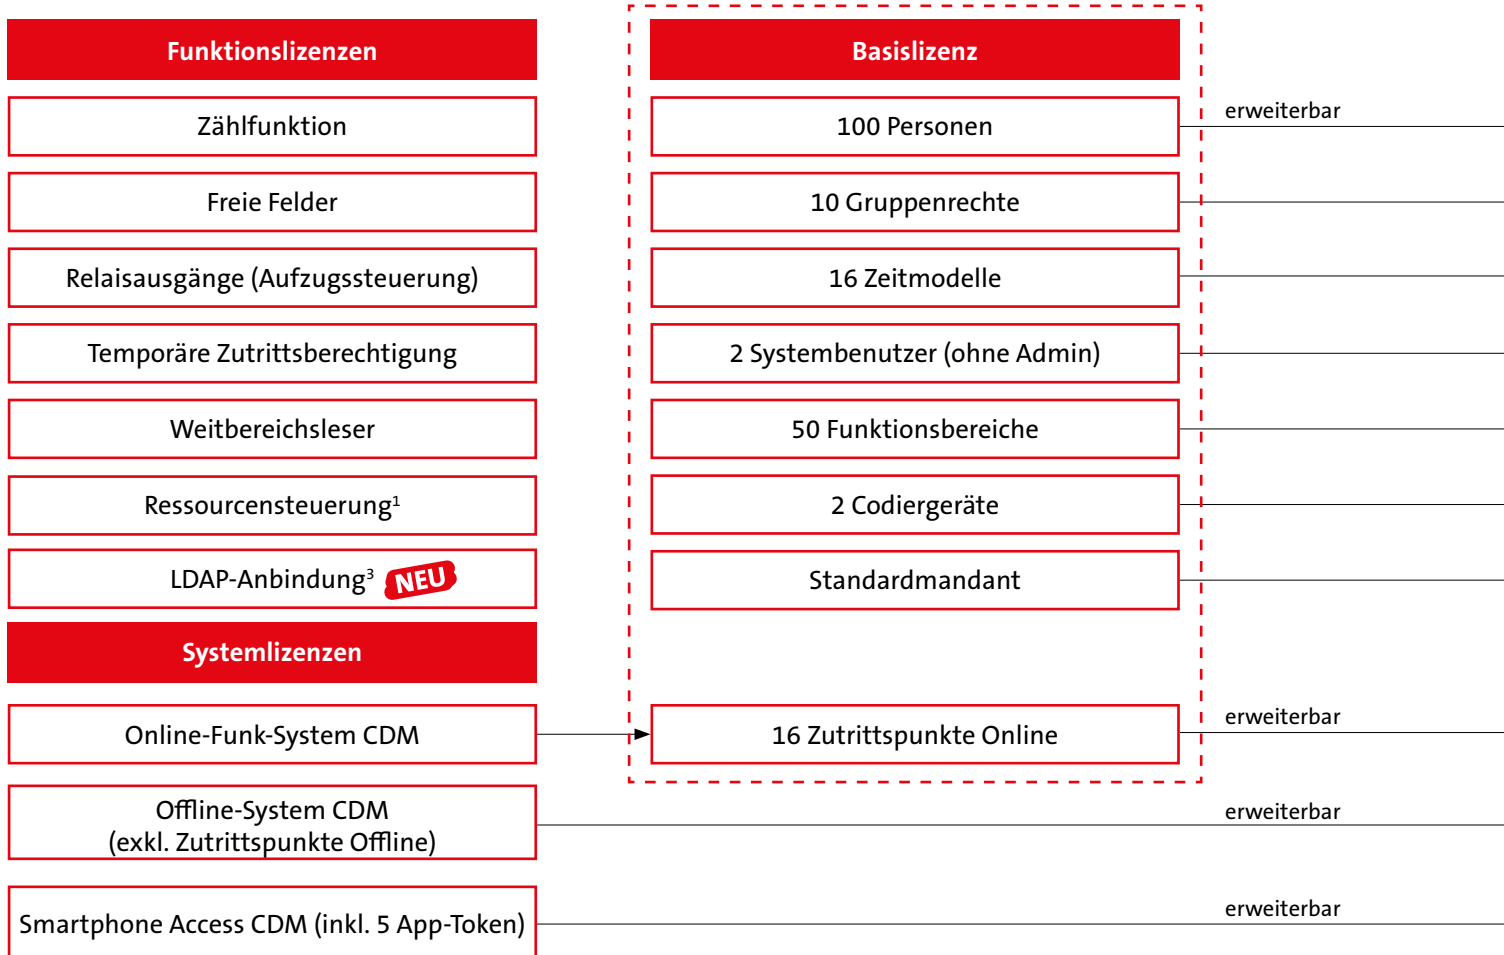 Funktionslizenzen
Basislizenz
Zählfunktion
100 Personen
erweiterbar
Freie Felder
10 Gruppenrechte
Relaisausgänge (Aufzugssteuerung)
16 Zeitmodelle
Temporäre Zutrittsberechtigung
2 Systembenutzer (ohne Admin)
Weitbereichsleser
50 Funktionsbereiche
Ressourcensteuerung¹
2 Codiergeräte
LDAP-Anbindung³ NEU
Standardmandant
Systemlizenzen
Online-Funk-System CDM
16 Zutrittspunkte Online
erweiterbar
Offline-System CDM
(exkl. Zutrittspunkte Offline)
erweiterbar
Smartphone Access CDM (inkl. 5 App-Token)
erweiterbar